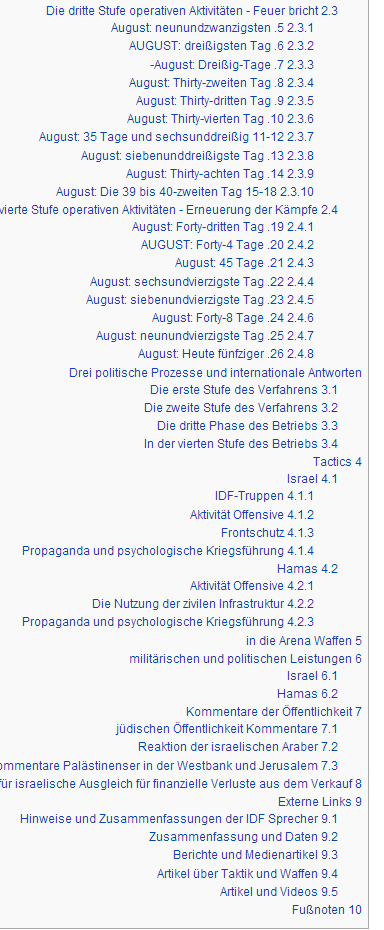 Die dritte Stufe operativen Aktivitäten - Feuer bricht 2.3
August: neunundzwanzigsten .5 2.3.1
AUGUST: dreißigsten Tag .6 2.3.2
-August: Dreißig-Tage .7 2.3.3
August: Thirty-zweiten Tag .8 2.3.4
August: Thirty-dritten Tag .9 2.3.5
August: Thirty-vierten Tag .10 2.3.6
August: 35 Tage und sechsunddreißig 11-12 2.3.7
August: siebenunddreißigste Tag .13 2.3.8
August: Thirty-achten Tag .14 2.3.9
August: Die 39 bis 40-zweiten Tag 15-18 2.3.10
vierte Stufe operativen Aktivitäten - Erneuerung der Kämpfe 2.4
August: Forty-dritten Tag .19 2.4.1
AUGUST: Forty-4 Tage .20 2.4.2
August: 45 Tage .21 2.4.3
August: sechsundvierzigste Tag .22 2.4.4
August: siebenundvierzigste Tag .23 2.4.5
August: Forty-8 Tage .24 2.4.6
August: neunundvierzigste Tag .25 2.4.7
August: Heute fünfziger .26 2.4.8
Drei politische Prozesse und internationale Antworten
Die erste Stufe des Verfahrens 3.1
Die zweite Stufe des Verfahrens 3.2
Die dritte Phase des Betriebs 3.3
In der vierten Stufe des Betriebs 3.4
Tactics 4
Israel 4.1
IDF-Truppen 4.1.1
Aktivität Offensive 4.1.2
Frontschutz 4.1.3
Propaganda und psychologische Kriegsführung 4.1.4
Hamas 4.2
Aktivität Offensive 4.2.1
Die Nutzung der zivilen Infrastruktur 4.2.2
Propaganda und psychologische Kriegsführung 4.2.3
in die Arena Waffen 5
militärischen und politischen Leistungen 6
Israel 6.1
Hamas 6.2
Kommentare der Öffentlichkeit 7
jüdischen Öffentlichkeit Kommentare 7.1
Reaktion der israelischen Araber 7.2
ommentare Palästinenser in der Westbank und Jerusalem 7.3
für israelische Ausgleich für finanzielle Verluste aus dem Verkauf 8
Externe Links 9
Hinweise und Zusammenfassungen der IDF Sprecher 9.1
Zusammenfassung und Daten 9.2
Berichte und Medienartikel 9.3
Artikel über Taktik und Waffen 9.4
Artikel und Videos 9.5
Fußnoten 10